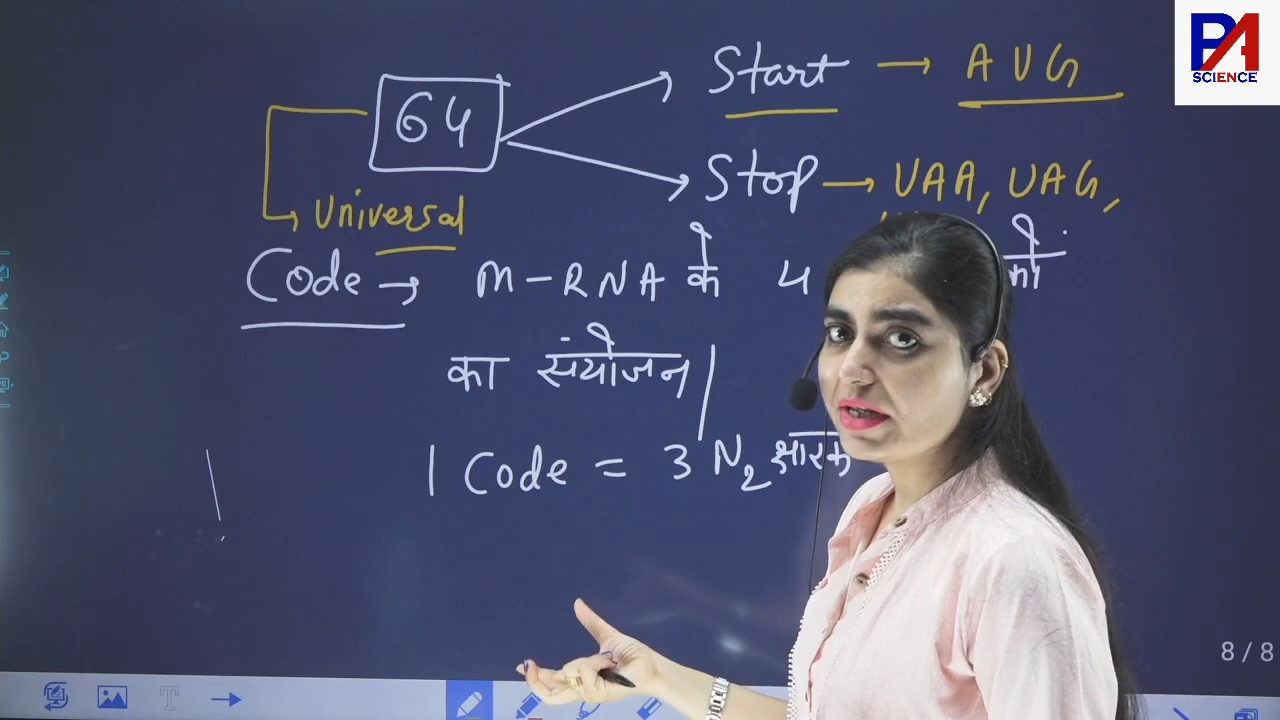 PA
SCIENCE
64
Start → AUG
Stop → UAA, UAG,
Universal
Code → m-RNA के 4
का संयोजन|
1 Code = 3 N2 क्षारक
8/8
T